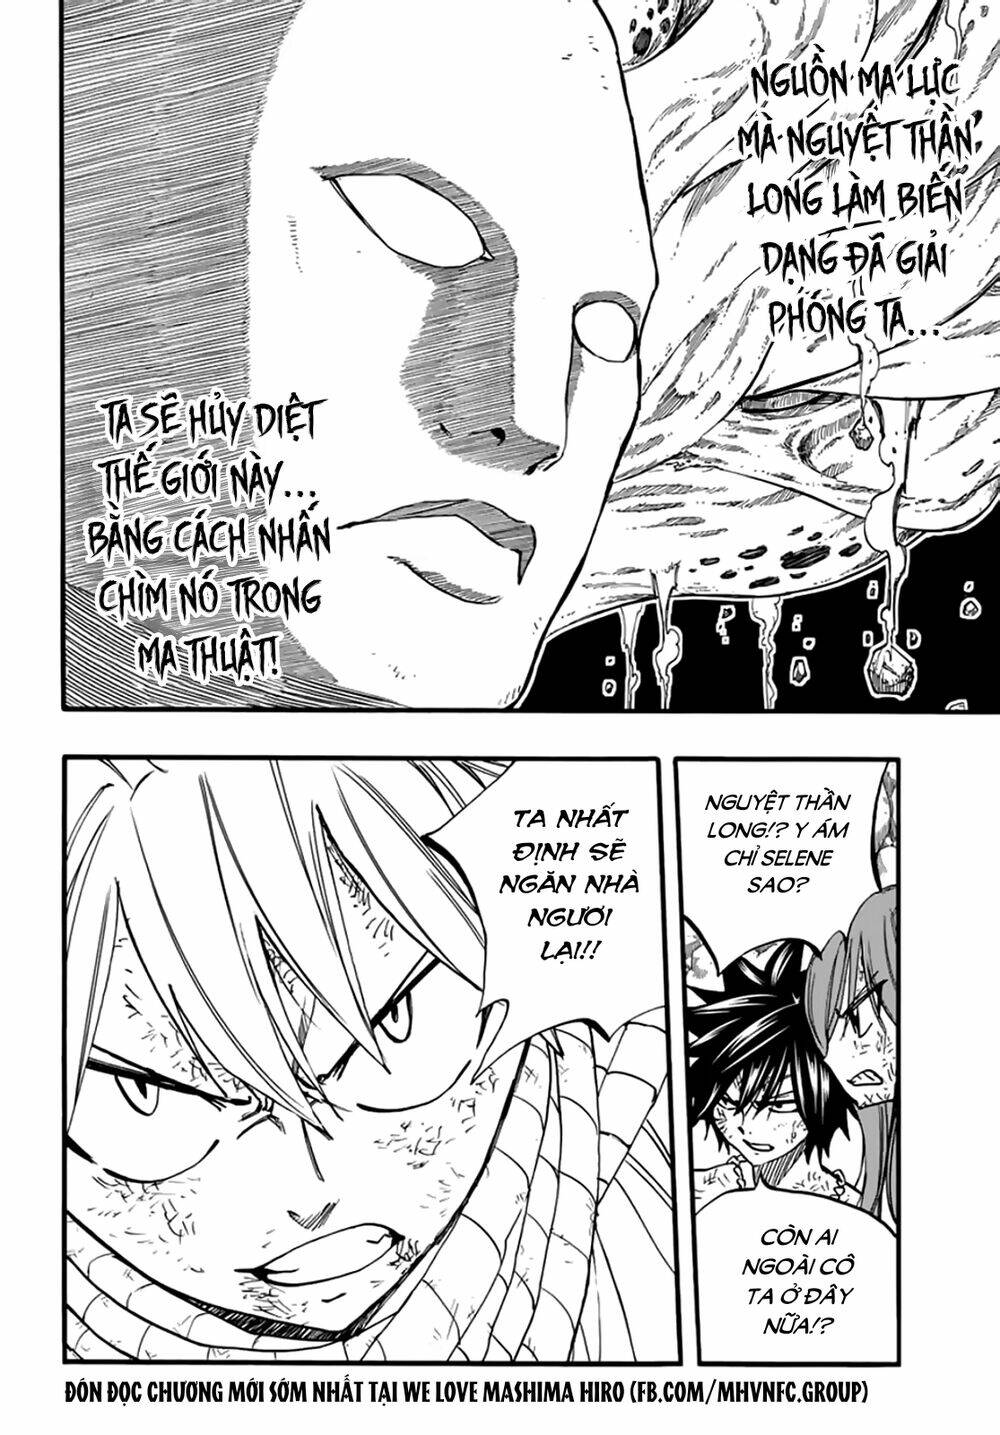 NGUỒN MA LỰC
MÀ NGUYỆT THẦN
LONG LÀM BIẾN
DẠNG ĐÃ GIẢI
PHÓNG TA...
TA SẼ HỦY DIỆT
THẾ GIỚI NÀY...
BẰNG CÁCH NHẤN
CHÌM NÓ TRONG
MA THUẬT!
NGUYỆT THẦN
LONG!? Y ÁM
CHỈ SELENE
SAO?
CÒN AI
NGOÀI CÔ
TA Ở ĐÂY
NỮA!?
TA NHẤT
ĐỊNH SẼ
NGĂN NHÀ
NGƯƠI
LẠI!!
ĐÓN ĐỌC CHƯƠNG MỚI SỚM NHẤT TẠI WE LOVE MASHIMA HIRO (FB.COM/MHVNFC.GROUP)